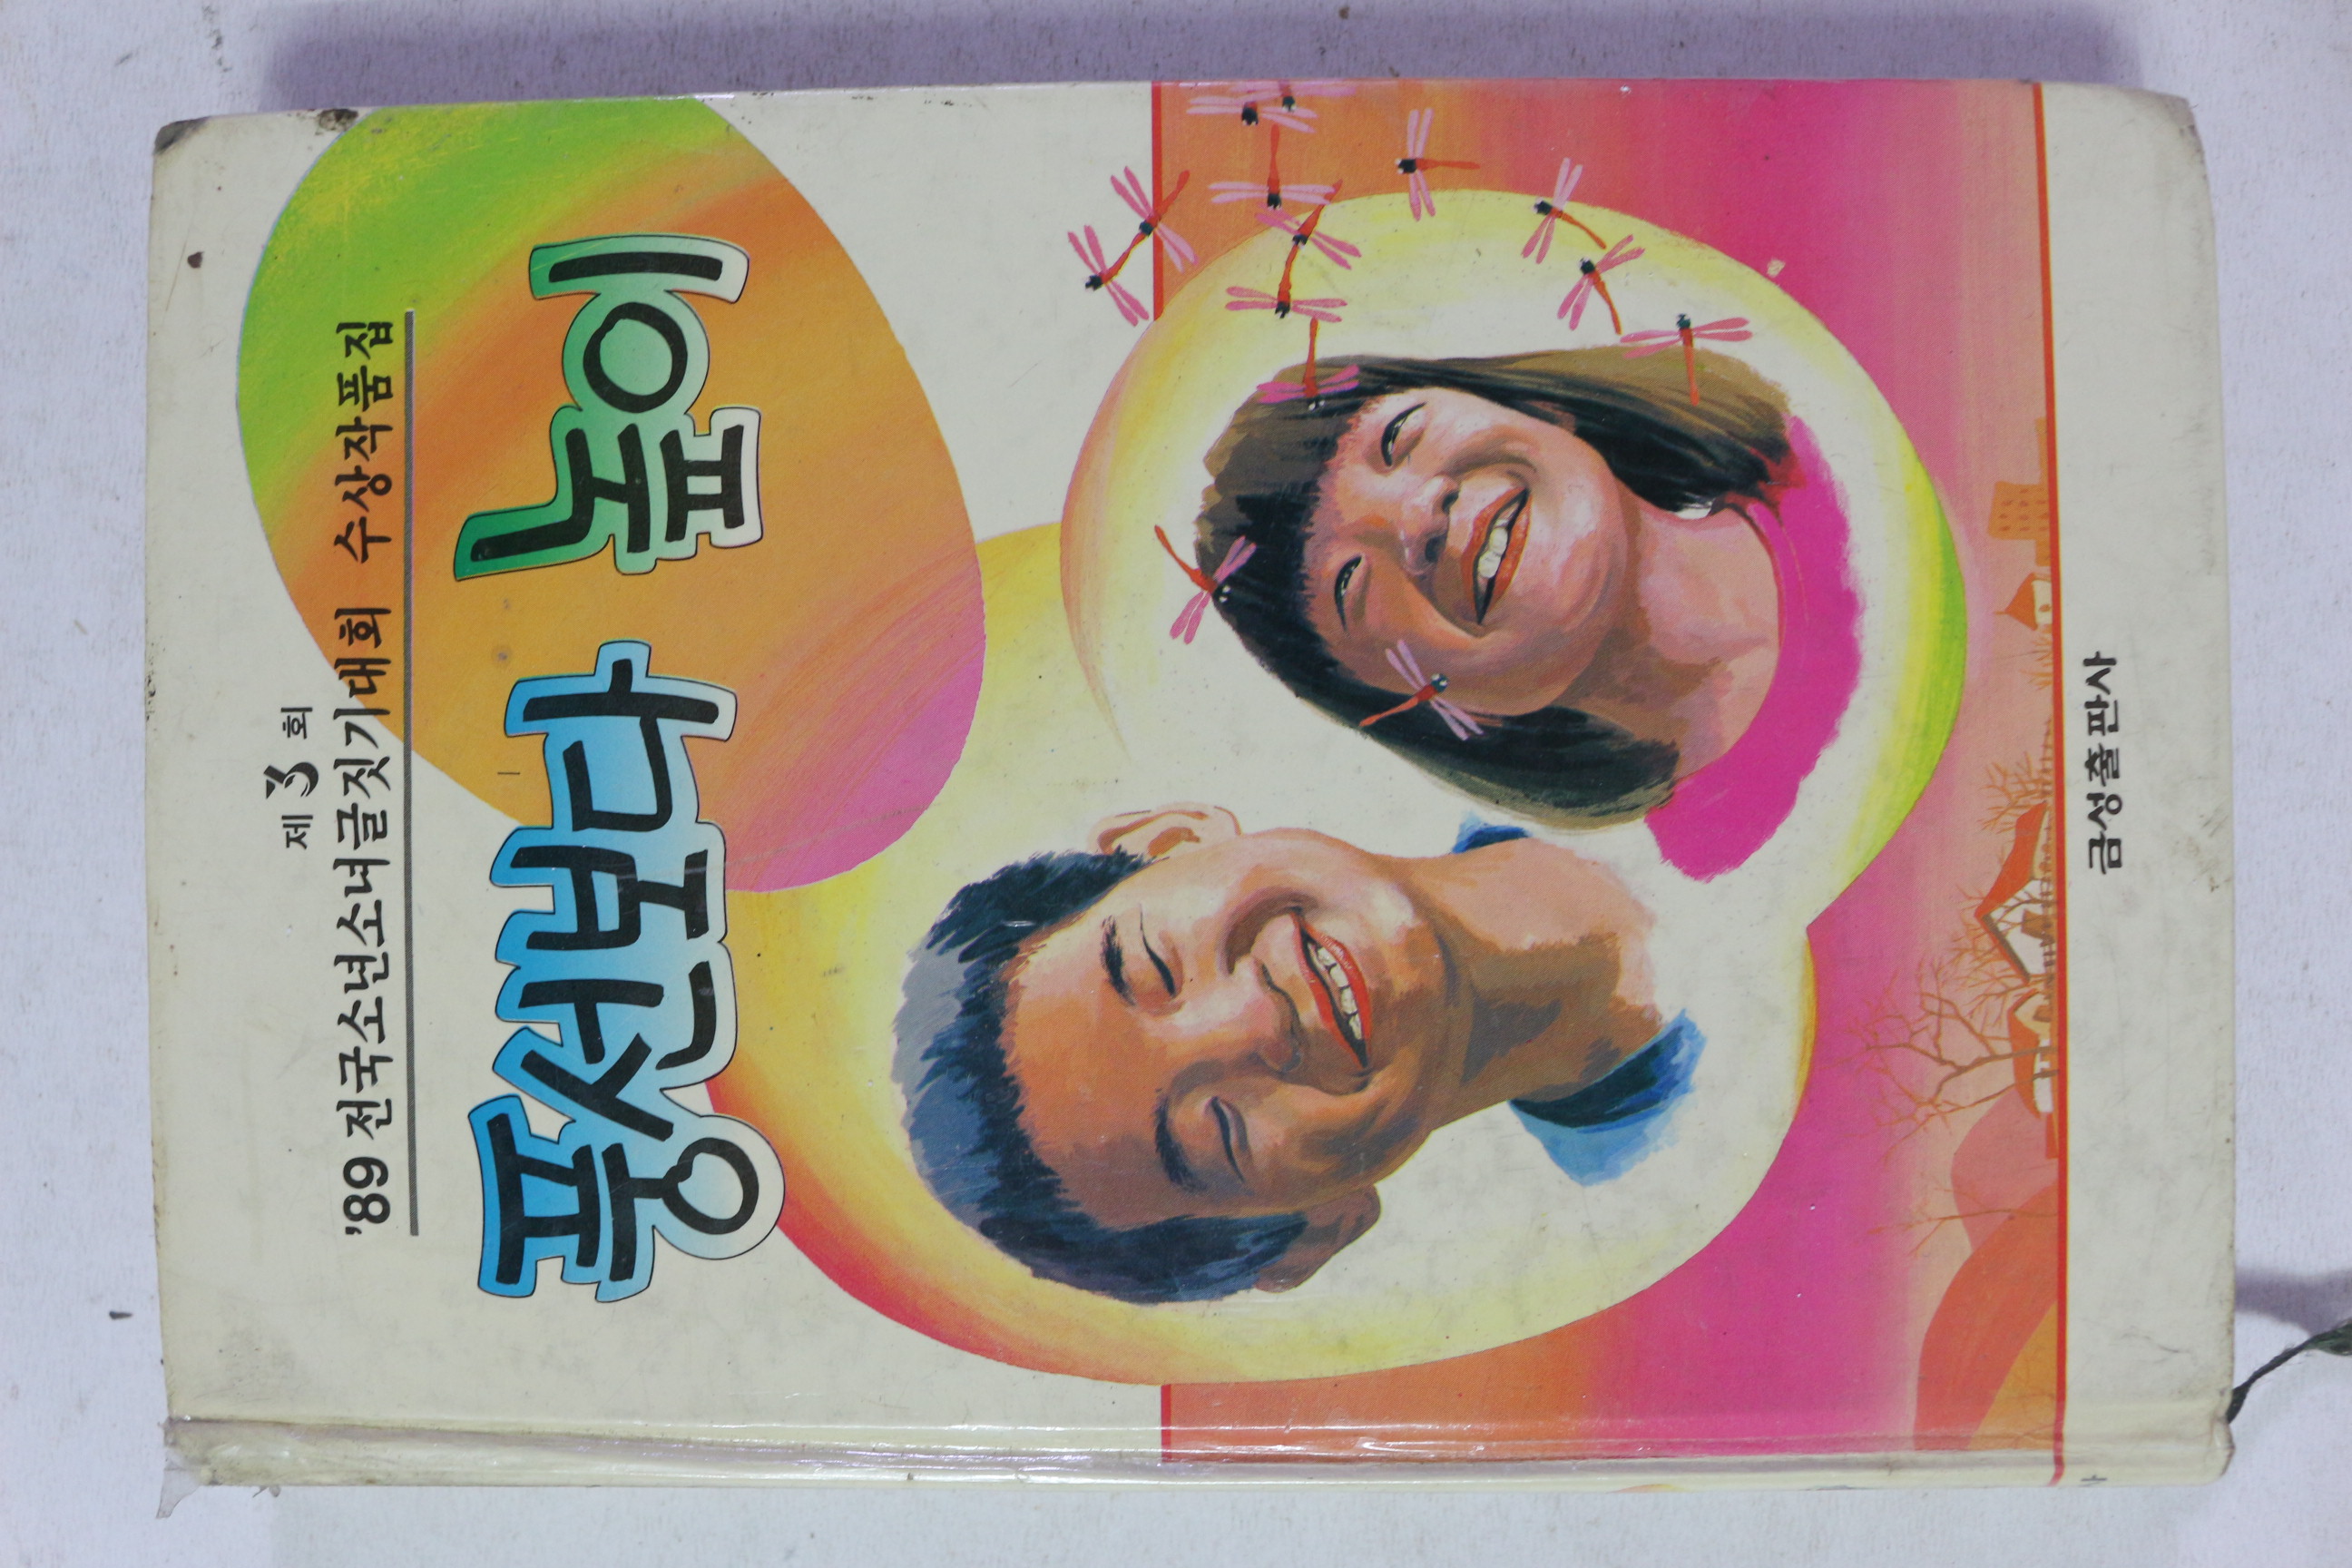 제3회
'89 전국소년소녀글짓기대회 수상작품집
풍선보다 높이
금성출판사